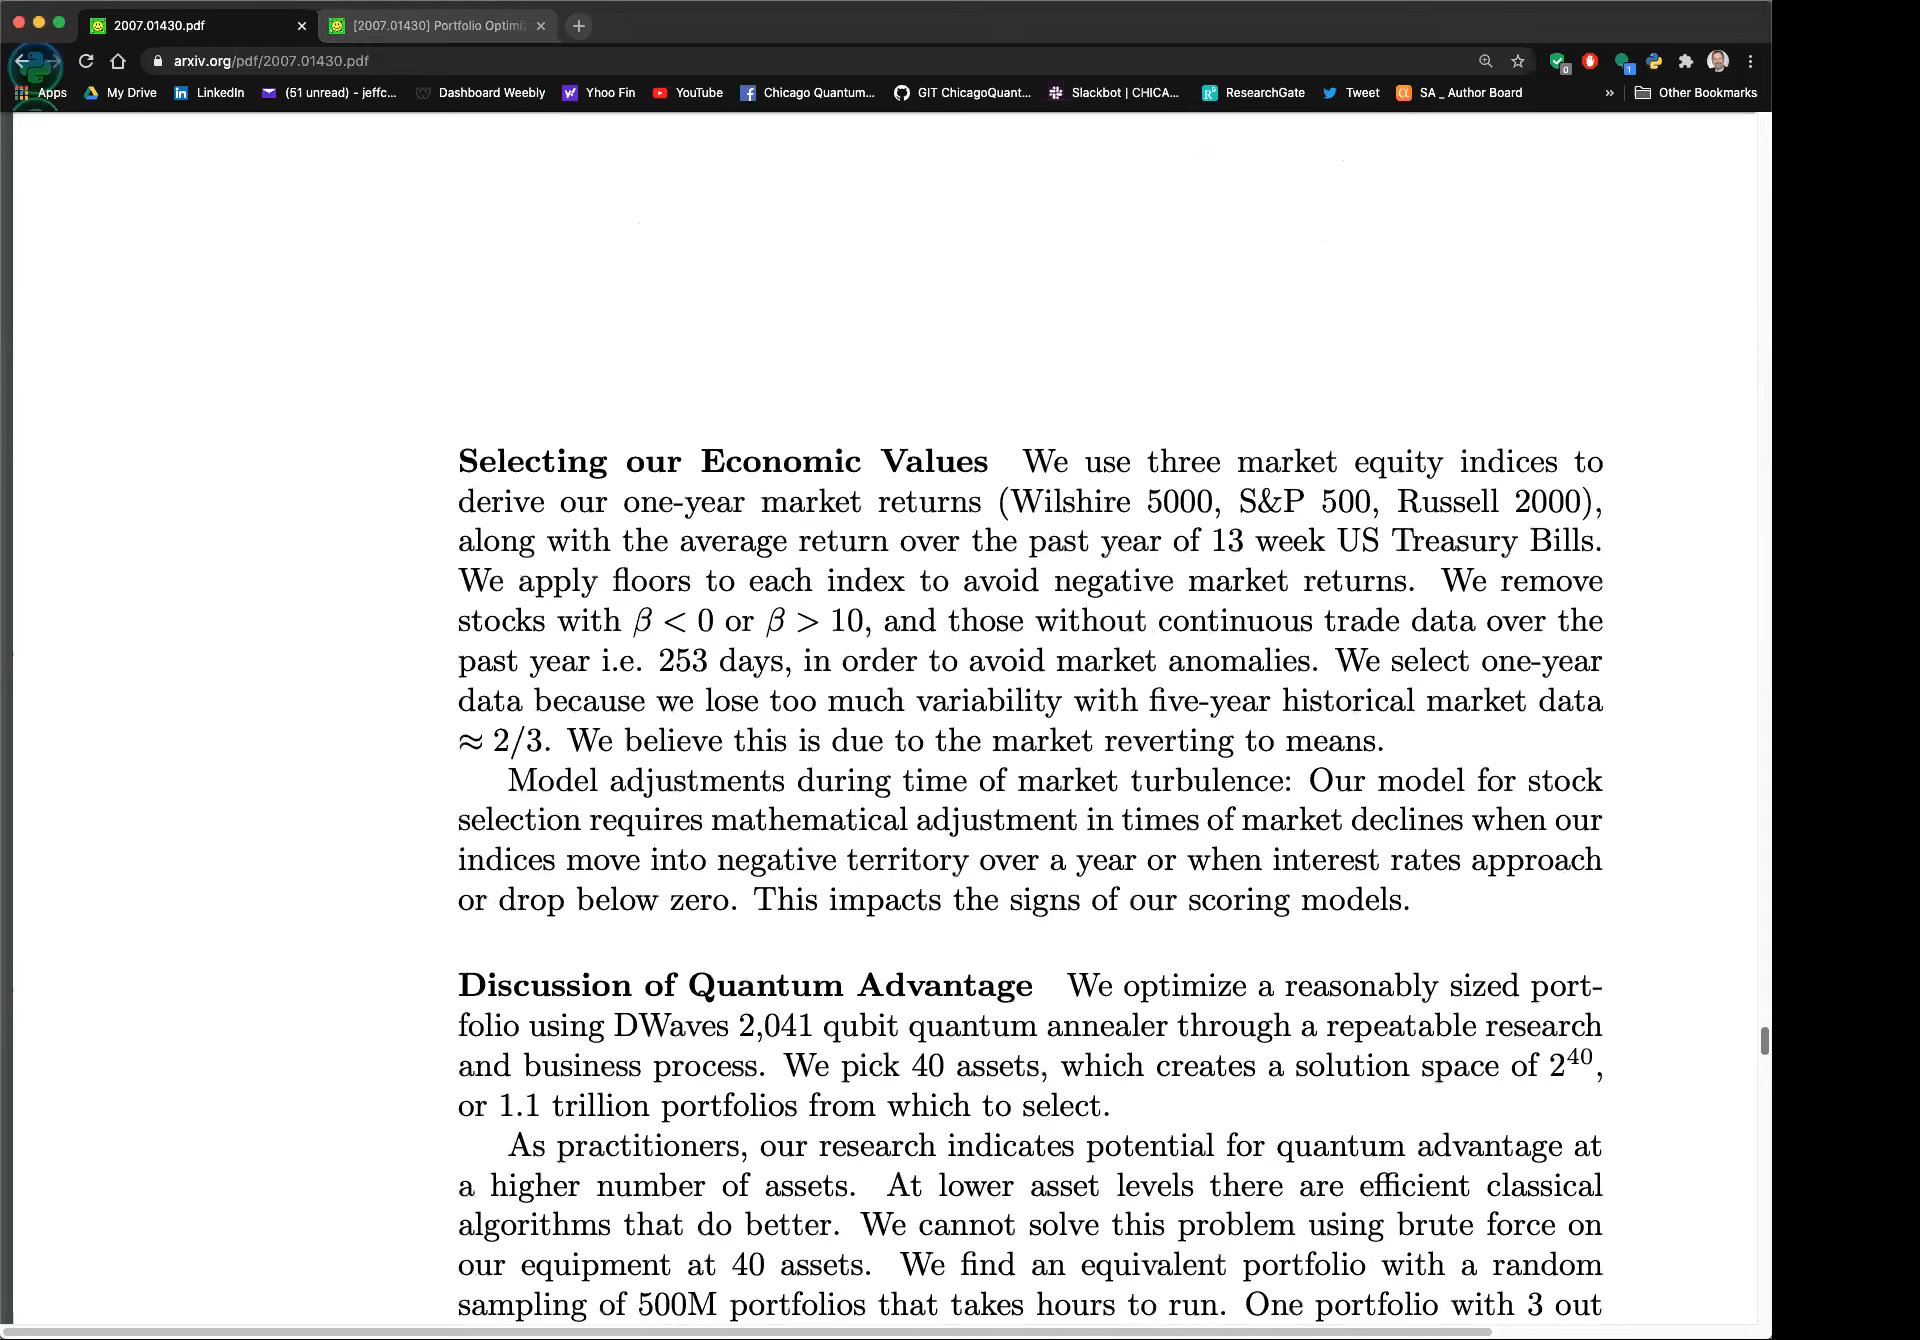 2007.01430.pdf
[2007.01430] Portfolio Optimi
arxiv.org/pdf/2007.01430.pdf
0
1
Apps
My Drive
LinkedIn
(51 unread) - jeffc...
Dashboard Weebly
Yhoo Fin
YouTube
Chicago Quantum...
GIT ChicagoQuant...
Slackbot | CHICA...
ResearchGate
Tweet
SA _ Author Board
»
Other Bookmarks
Selecting our Economic Values We use three market equity indices to
derive our one-year market returns (Wilshire 5000, S&P 500, Russell 2000),
along with the average return over the past year of 13 week US Treasury Bills.
We apply floors to each index to avoid negative market returns. We remove
stocks with β < 0 or β > 10, and those without continuous trade data over the
past year i.e. 253 days, in order to avoid market anomalies. We select one-year
data because we lose too much variability with five-year historical market data
≈ 2/3. We believe this is due to the market reverting to means.
Model adjustments during time of market turbulence: Our model for stock
selection requires mathematical adjustment in times of market declines when our
indices move into negative territory over a year or when interest rates approach
or drop below zero. This impacts the signs of our scoring models.
Discussion of Quantum Advantage We optimize a reasonably sized port-
folio using DWaves 2,041 qubit quantum annealer through a repeatable research
and business process. We pick 40 assets, which creates a solution space of 2⁴⁰,
or 1.1 trillion portfolios from which to select.
As practitioners, our research indicates potential for quantum advantage at
a higher number of assets. At lower asset levels there are efficient classical
algorithms that do better. We cannot solve this problem using brute force on
our equipment at 40 assets. We find an equivalent portfolio with a random
sampling of 500M portfolios that takes hours to run. One portfolio with 3 out